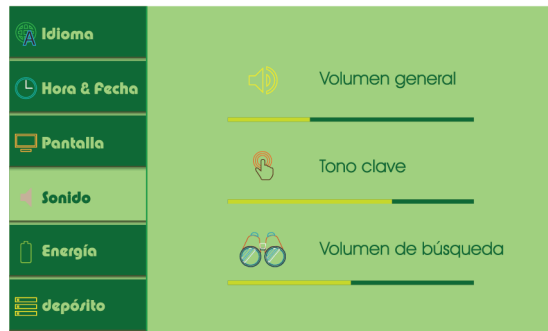 Idioma
Hora & Fecha
Pantalla
Sonido
Energía
depósito
Volumen general
Tono clave
Volumen de búsqueda